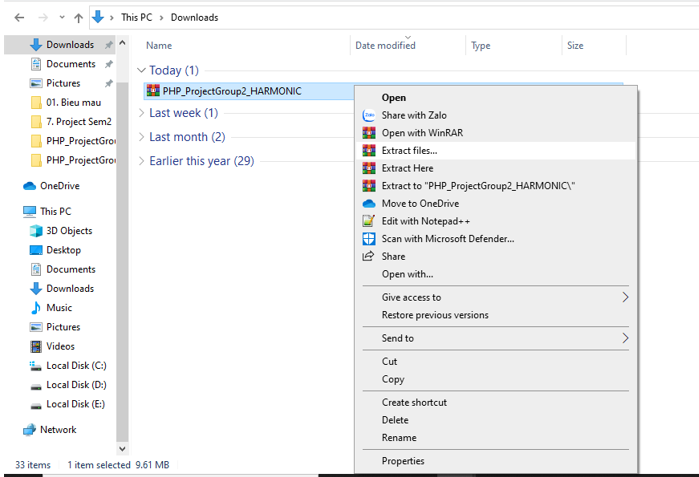 This PC > Downloads
Name Date modified Type Size
Downloads
Documents
Pictures
01. Bieu mau
7. Project Sem2
PHP_ProjectGrou
PHP_ProjectGrou
OneDrive
This PC
3D Objects
Desktop
Documents
Downloads
Music
Pictures
Videos
Local Disk (C:)
Local Disk (D:)
Local Disk (E:)
Network
Today (1)
PHP_ProjectGroup2_HARMONIC
Last week (1)
Last month (2)
Earlier this year (29)
Open
Share with Zalo
Open with WinRAR
Extract files...
Extract Here
Extract to "PHP_ProjectGroup2_HARMONIC\"
Move to OneDrive
Edit with Notepad++
Scan with Microsoft Defender...
Share
Open with...
Give access to
Restore previous versions
Send to
Cut
Copy
Create shortcut
Delete
Rename
Properties
33 items 1 item selected 9.61 MB